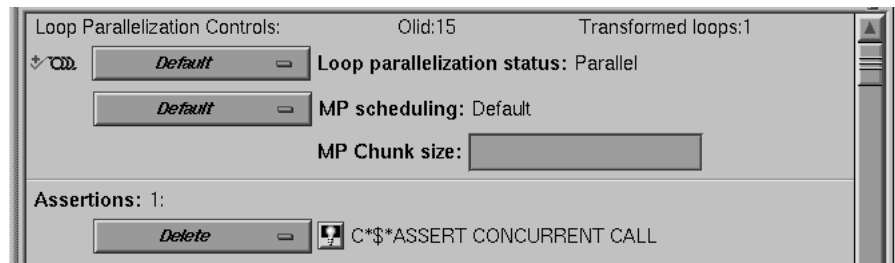 Loop Parallelization Controls: Olid:15 Transformed loops:1
Default Loop parallelization status: Parallel
Default MP scheduling: Default
MP Chunk size:
Assertions: 1:
Delete C*$*ASSERT CONCURRENT CALL